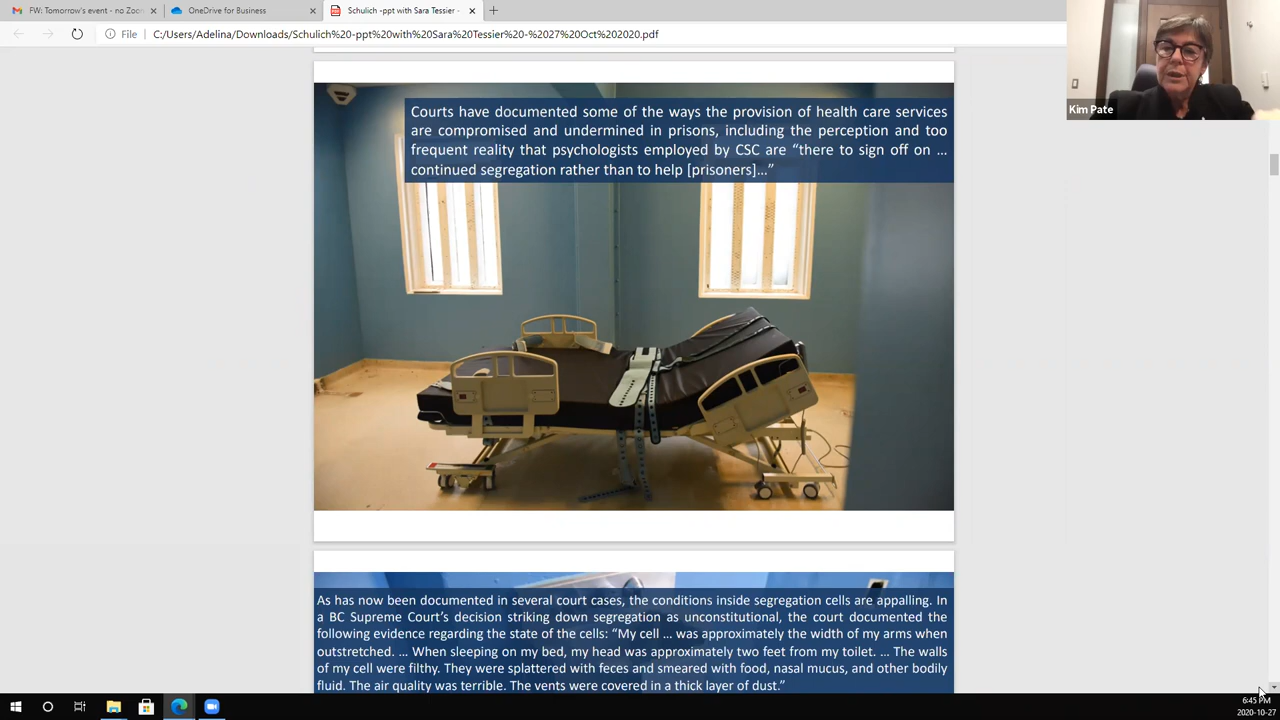 FW: Tomorrow's event - no Zoo
OneDrive for Business
Schulich -ppt with Sara Tessier -
File
C:/Users/Adelina/Downloads/Schulich%20-ppt%20with%20Sara%20Tessier%20-%2027%20Oct%202020.pdf
Kim Pate
Courts have documented some of the ways the provision of health care services
are compromised and undermined in prisons, including the perception and too
frequent reality that psychologists employed by CSC are “there to sign off on …
continued segregation rather than to help [prisoners]…”
As has now been documented in several court cases, the conditions inside segregation cells are appalling. In
a BC Supreme Court’s decision striking down segregation as unconstitutional, the court documented the
following evidence regarding the state of the cells: “My cell … was approximately the width of my arms when
outstretched. … When sleeping on my bed, my head was approximately two feet from my toilet. … The walls
of my cell were filthy. They were splattered with feces and smeared with food, nasal mucus, and other bodily
fluid. The air quality was terrible. The vents were covered in a thick layer of dust.”
6:45 PM
2020-10-27